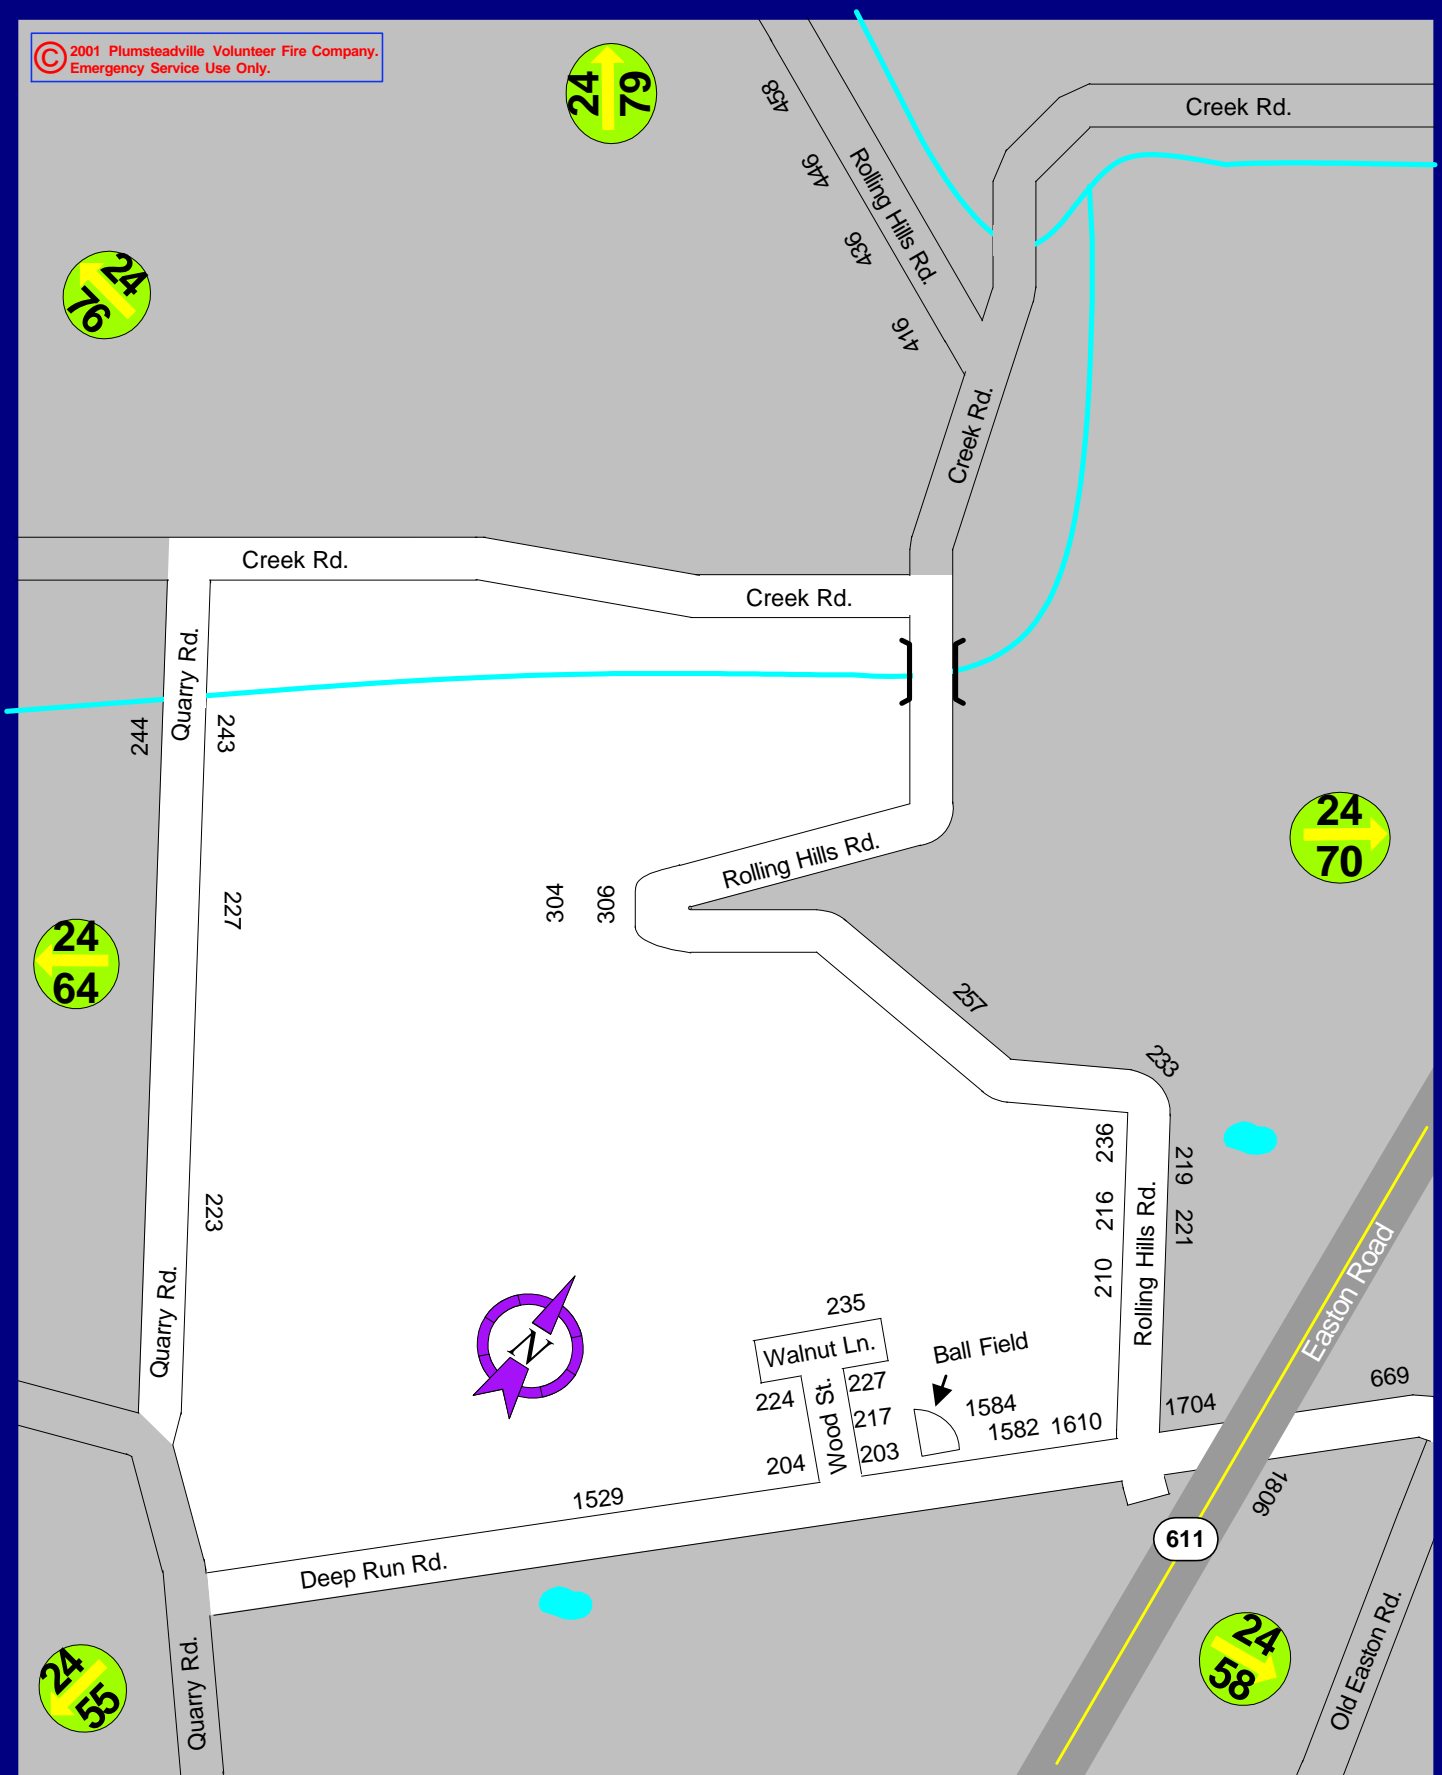 © 2001 Plumsteadville Volunteer Fire Company.
Emergency Service Use Only.
24
79
458
Creek Rd.
446
Rolling Hills Rd.
436
24
76
416
Creek Rd.
Creek Rd.
Creek Rd.
Quarry Rd.
244
243
24
70
Rolling Hills Rd.
304
306
227
24
64
257
233
236
219
223
216
221
Rolling Hills Rd.
210
Easton Road
Quarry Rd.
N
235
Walnut Ln.
Ball Field
669
224
Wood St.
227
217
1584
1704
1582
1610
204
203
1529
1806
611
Deep Run Rd.
24
58
Old Easton Rd.
24
55
Quarry Rd.